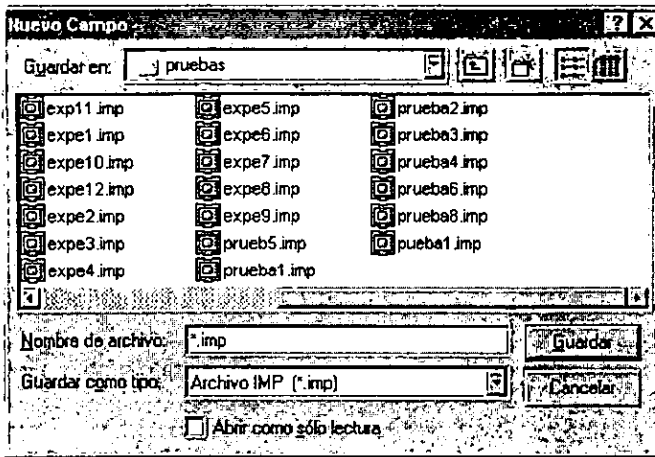 Nuevo Campo
Guardar en: pruebas
exp11.imp expe5.imp prueba2.imp
expe1.imp expe6.imp prueba3.imp
expe10.imp expe7.imp prueba4.imp
expe12.imp expe8.imp prueba6.imp
expe2.imp expe9.imp prueba8.imp
expe3.imp prueb5.imp pueba1.imp
expe4.imp prueba1.imp
Nombre de archivo: *.imp Guardar
Guardar como tipo: Archivo IMP (*.imp) Cancelar
Abrir como sólo lectura